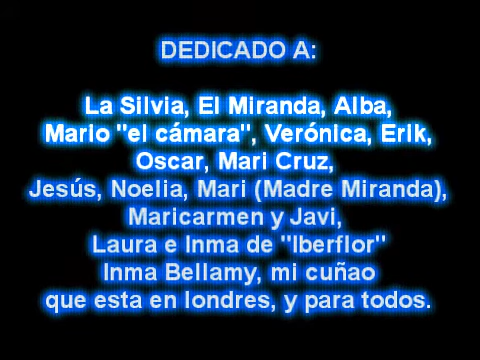 DEDICADO A:
La Silvia, El Miranda, Alba,
Mario "el cámara", Verónica, Erik,
Oscar, Mari Cruz,
Jesús, Noelia, Mari (Madre Miranda),
Maricarmen y Javi,
Laura e Inma de "Iberflor"
Inma Bellamy, mi cuñao
que esta en londres, y para todos.